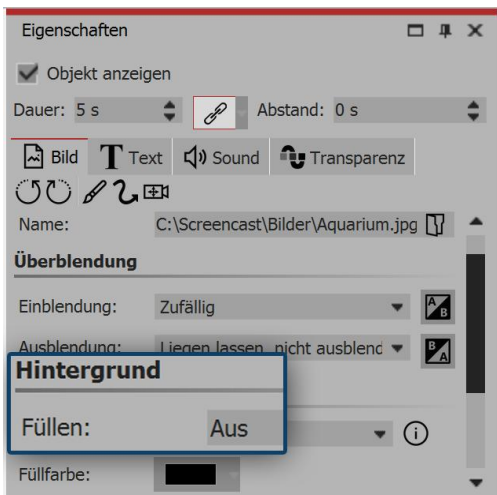 Eigenschaften
Objekt anzeigen
Dauer: 5 s Abstand: 0 s
Bild Text Sound Transparenz
Name: C:\Screencast\Bilder\Aquarium.jpg
Überblendung
Einblendung: Zufällig A B
Ausblendung: Liegen lassen, nicht ausblend B A
Hintergrund
Füllen: Aus
Füllfarbe: